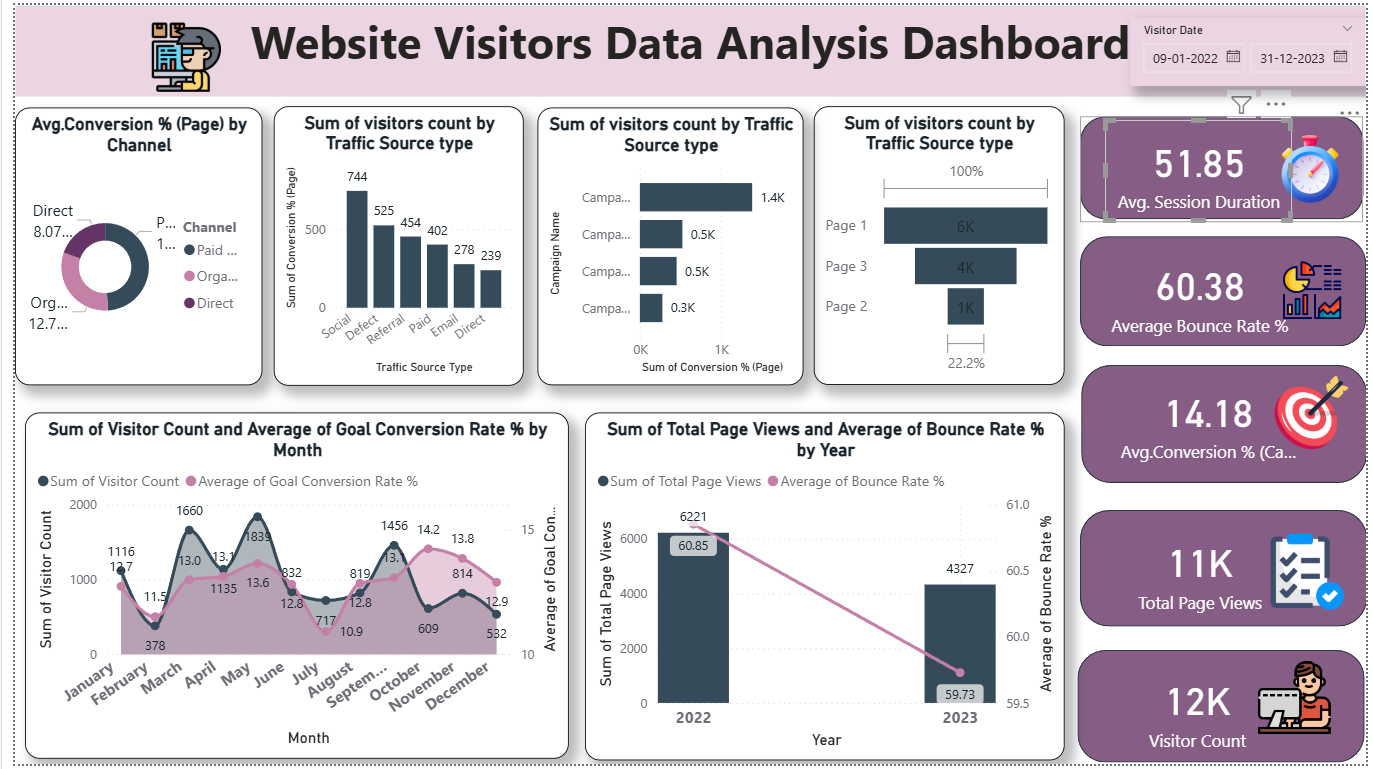 Website Visitors Data Analysis Dashboard
Visitor Date
09-01-2022
31-12-2023
Avg.Conversion % (Page) by
Channel
Direct
8.07...
P...
1...
Org...
12.7...
Channel
Paid ...
Orga...
Direct
Sum of visitors count by
Traffic Source type
Sum of Conversion % (Page)
500
0
744
525
454
402
278
239
Social
Defect
Referral
Paid
Email
Direct
Traffic Source Type
Sum of visitors count by Traffic
Source type
Campaign Name
Campa...
1.4K
Campa...
0.5K
Campa...
0.5K
Campa...
0.3K
0K
1K
Sum of Conversion % (Page)
Sum of visitors count by
Traffic Source type
100%
Page 1
6K
Page 3
4K
Page 2
1K
22.2%
51.85
Avg. Session Duration
60.38
Average Bounce Rate %
14.18
Avg.Conversion % (Ca...
11K
Total Page Views
12K
Visitor Count
Sum of Visitor Count and Average of Goal Conversion Rate % by
Month
Sum of Visitor Count
Average of Goal Conversion Rate %
Sum of Visitor Count
2000
1000
0
1116
12.7
11.5
378
1660
13.0
13.1
1135
1839
13.6
832
12.8
717
10.9
819
12.8
1456
13.1
14.2
609
13.8
814
12.9
532
15
10
Average of Goal Con...
January
February
March
April
May
June
July
August
Septem...
October
November
December
Month
Sum of Total Page Views and Average of Bounce Rate %
by Year
Sum of Total Page Views
Average of Bounce Rate %
Sum of Total Page Views
6000
4000
2000
0
6221
60.85
4327
59.73
61.0
60.5
60.0
59.5
Average of Bounce Rate %
2022
2023
Year